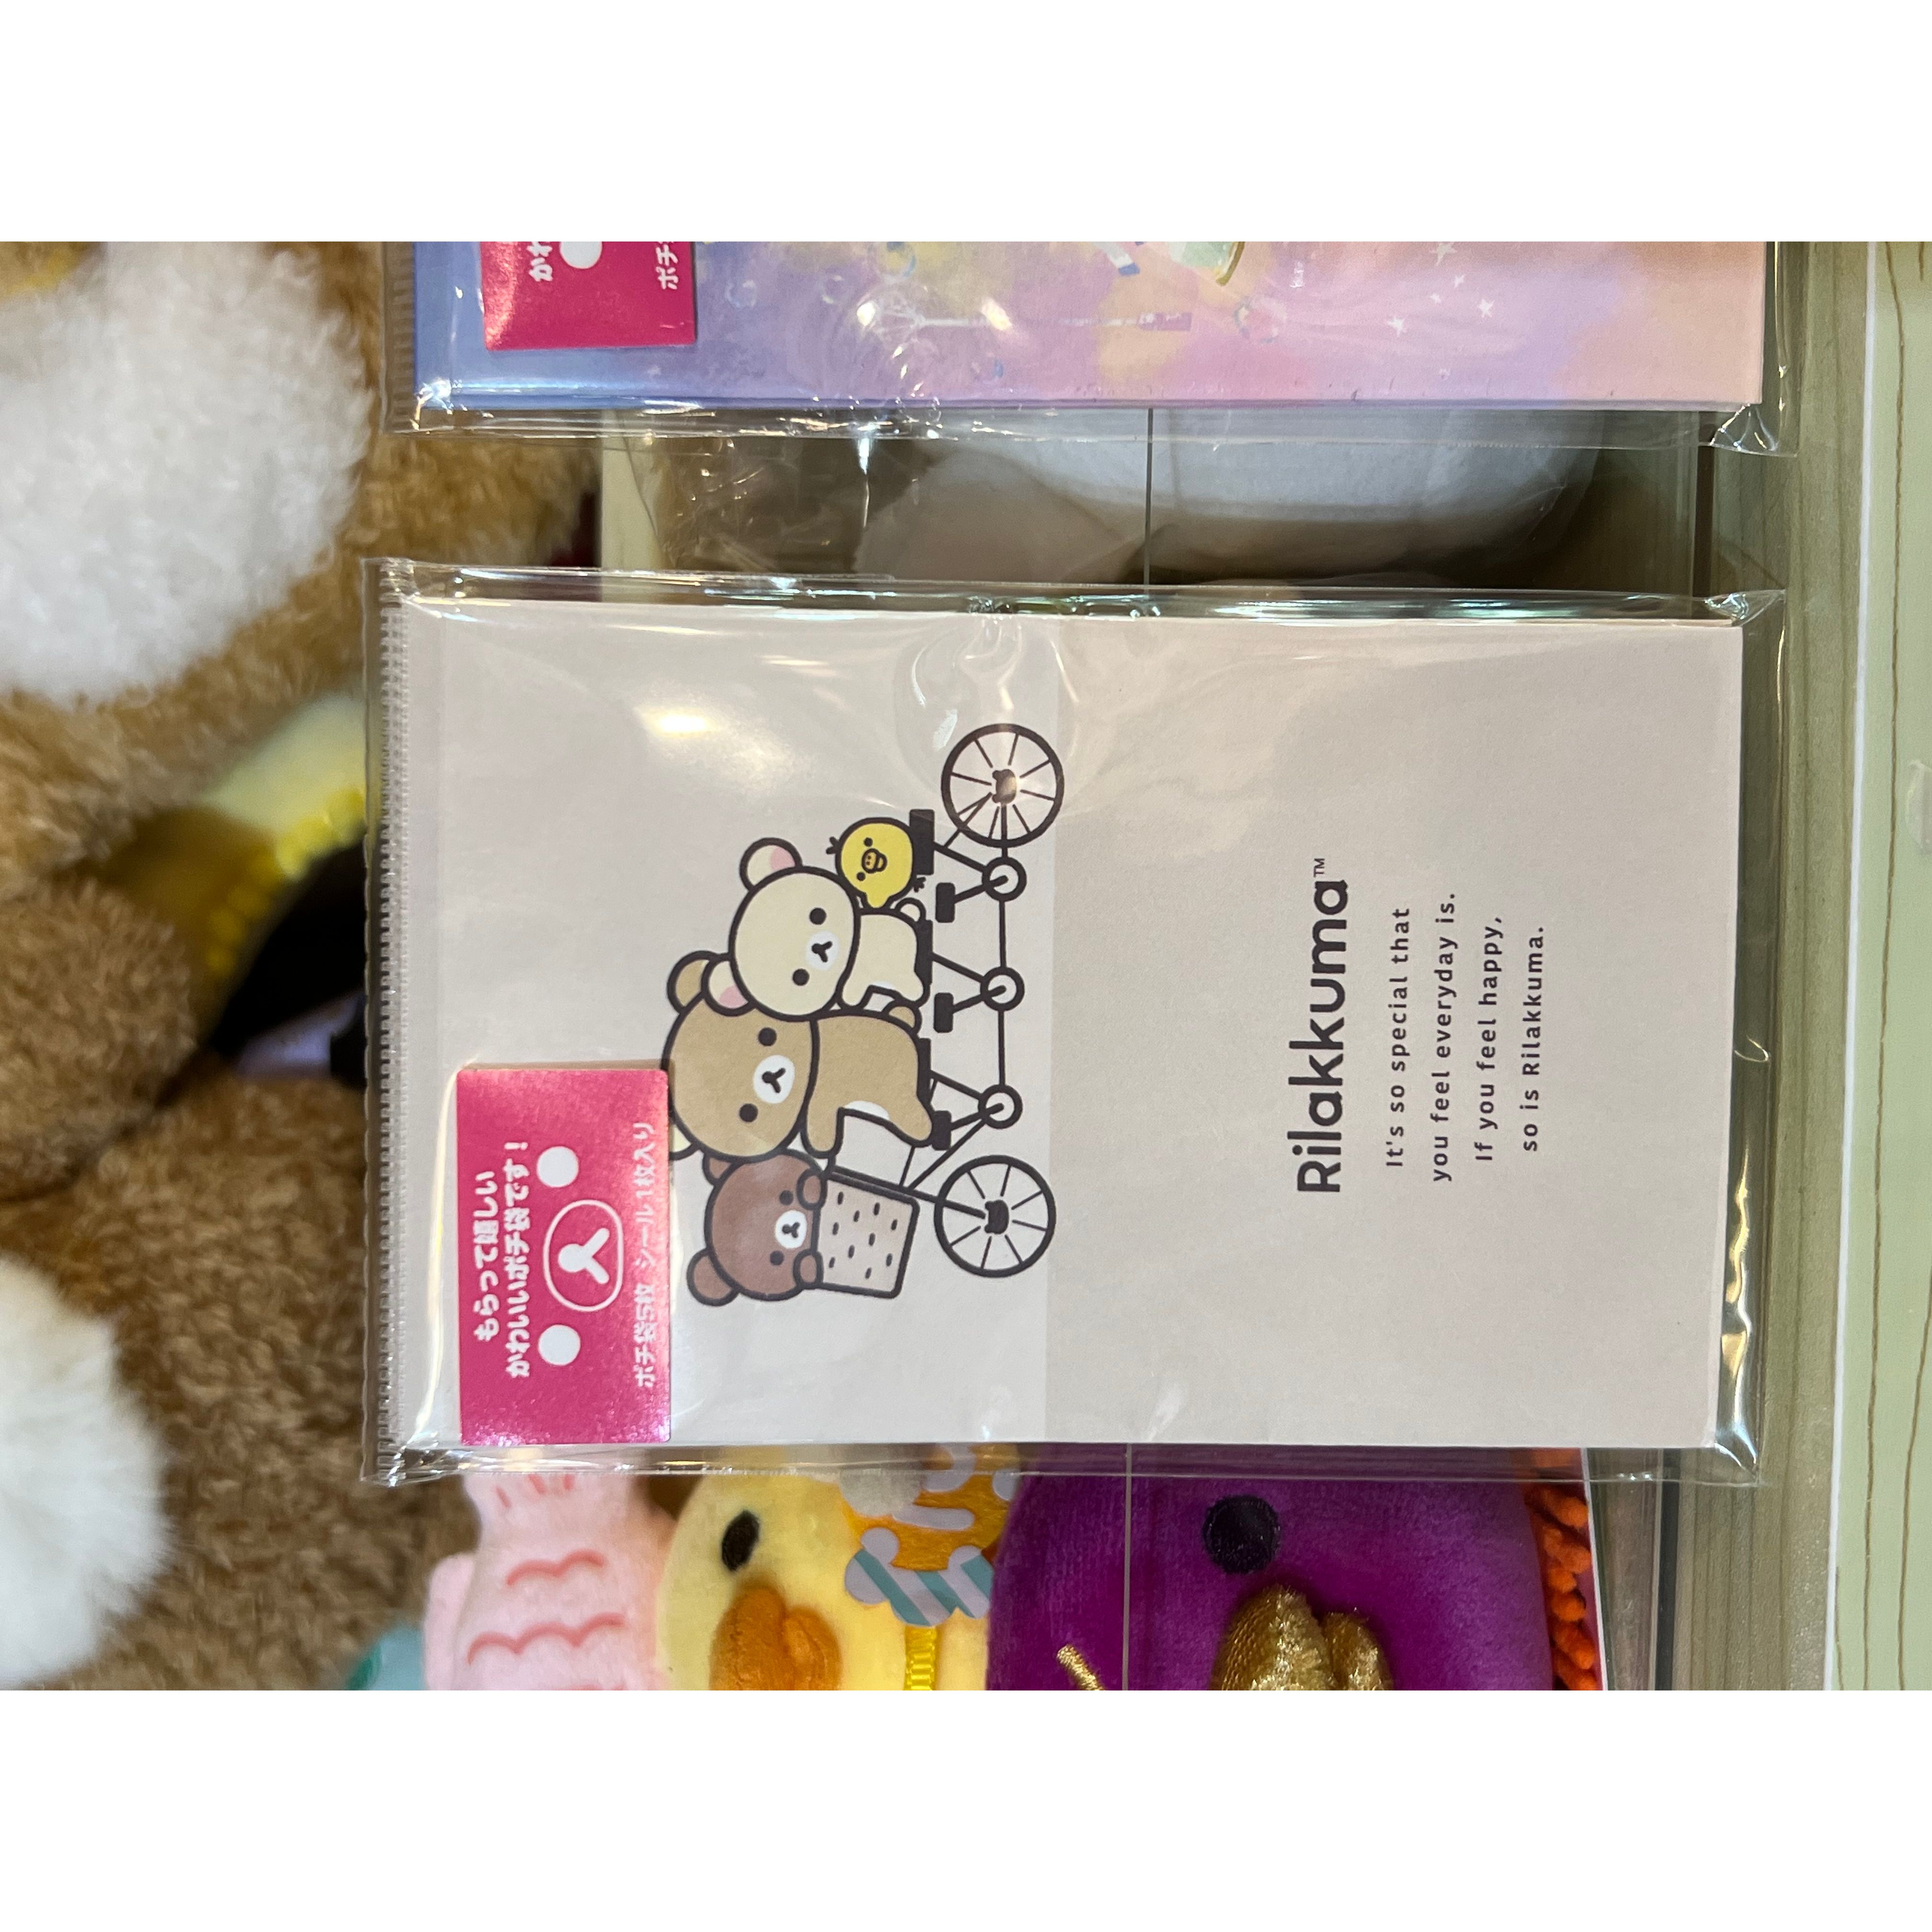 もらって嬉しい
かわいいポチ袋です!
ポチ袋5枚 シール1枚入り
Rilakkuma™
It's so special that
you feel everyday is.
If you feel happy,
so is Rilakkuma.